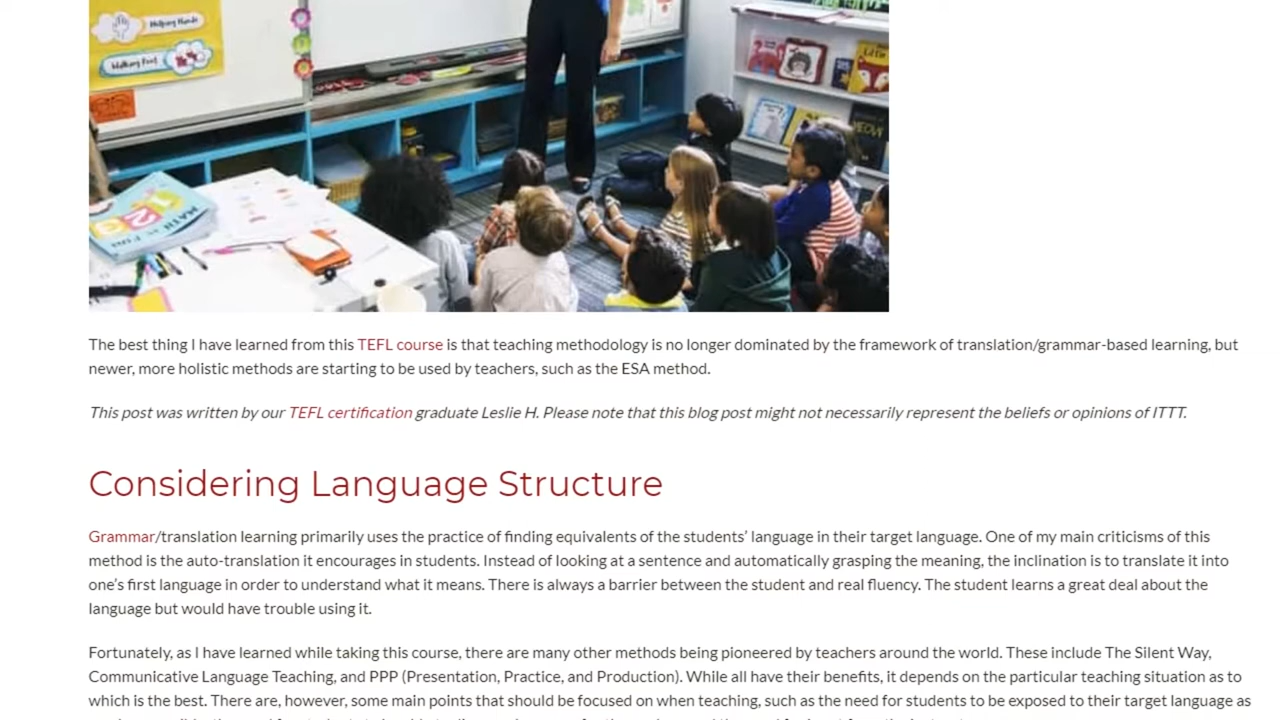 Helping Hands
Walking Feet
Little
MEOW
MATH IS FUN
123
The best thing I have learned from this TEFL course is that teaching methodology is no longer dominated by the framework of translation/grammar-based learning, but
newer, more holistic methods are starting to be used by teachers, such as the ESA method.
This post was written by our TEFL certification graduate Leslie H. Please note that this blog post might not necessarily represent the beliefs or opinions of ITTT.
Considering Language Structure
Grammar/translation learning primarily uses the practice of finding equivalents of the students’ language in their target language. One of my main criticisms of this
method is the auto-translation it encourages in students. Instead of looking at a sentence and automatically grasping the meaning, the inclination is to translate it into
one’s first language in order to understand what it means. There is always a barrier between the student and real fluency. The student learns a great deal about the
language but would have trouble using it.
Fortunately, as I have learned while taking this course, there are many other methods being pioneered by teachers around the world. These include The Silent Way,
Communicative Language Teaching, and PPP (Presentation, Practice, and Production). While all have their benefits, it depends on the particular teaching situation as to
which is the best. There are, however, some main points that should be focused on when teaching, such as the need for students to be exposed to their target language as